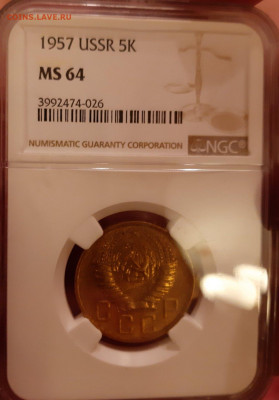 COINS.LAVE.RU
1957 USSR 5K
MS 64
3992474-026
NUMISMATIC GUARANTY CORPORATION
NGC®
СССР